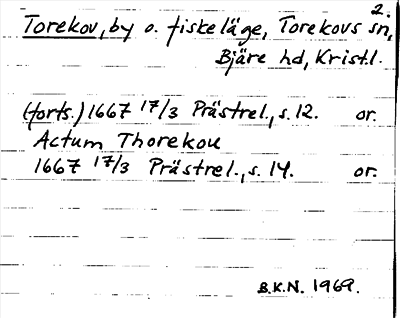 2.
Torekov, by o. fiskeläge, Torekovs sn,
Bjäre hd, Kristl.
(forts.) 1667 17/3 Prästrel., s. 12. or.
Actum Thorekou
1667 17/3 Prästrel., s. 14. or.
B.K.N. 1969.